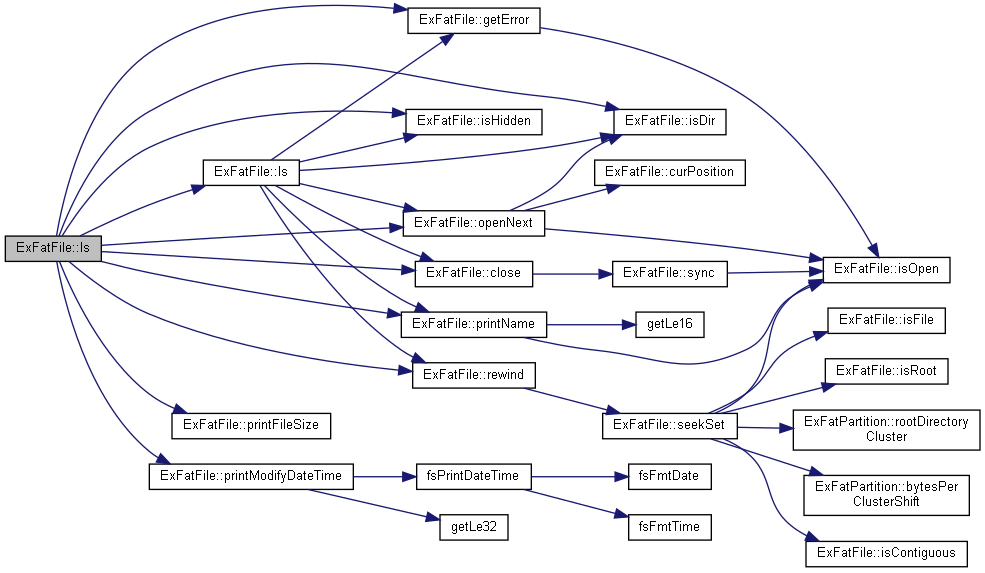 ExFatFile::getError
ExFatFile::isHidden
ExFatFile::isDir
ExFatFile::ls
ExFatFile::curPosition
ExFatFile::openNext
ExFatFile::ls
ExFatFile::close
ExFatFile::sync
ExFatFile::isOpen
ExFatFile::printName
getLe16
ExFatFile::isFile
ExFatFile::rewind
ExFatFile::isRoot
ExFatFile::printFileSize
ExFatFile::seekSet
ExFatPartition::rootDirectory
Cluster
ExFatFile::printModifyDateTime
fsPrintDateTime
fsFmtDate
ExFatPartition::bytesPer
ClusterShift
getLe32
fsFmtTime
ExFatFile::isContiguous